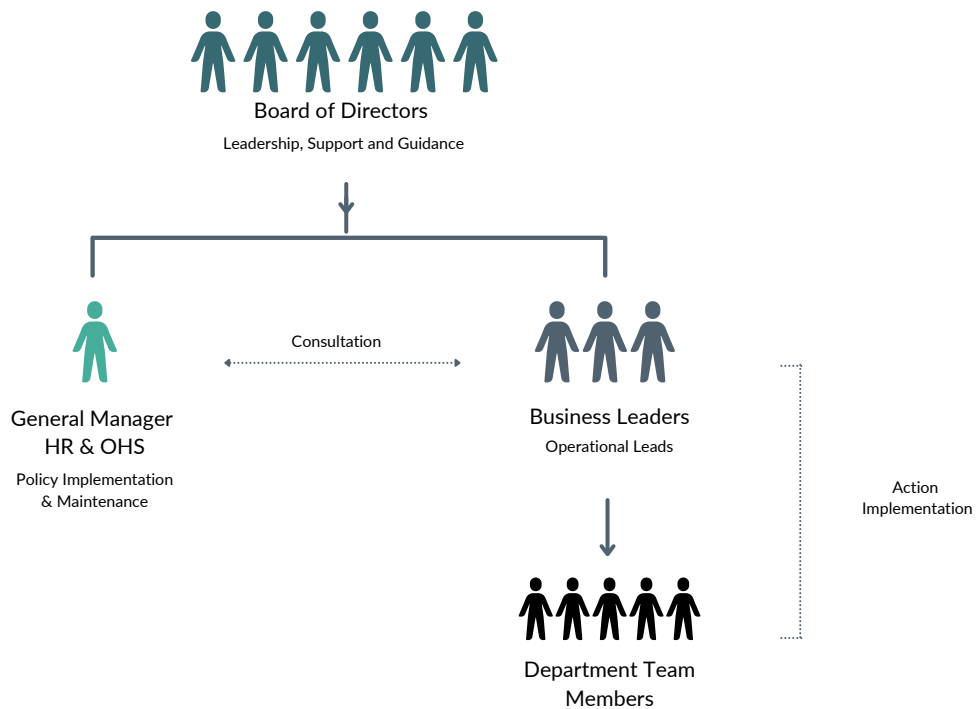 Board of Directors
Leadership, Support and Guidance
Consultation
General Manager
HR & OHS
Policy Implementation
& Maintenance
Business Leaders
Operational Leads
Action
Implementation
Department Team
Members